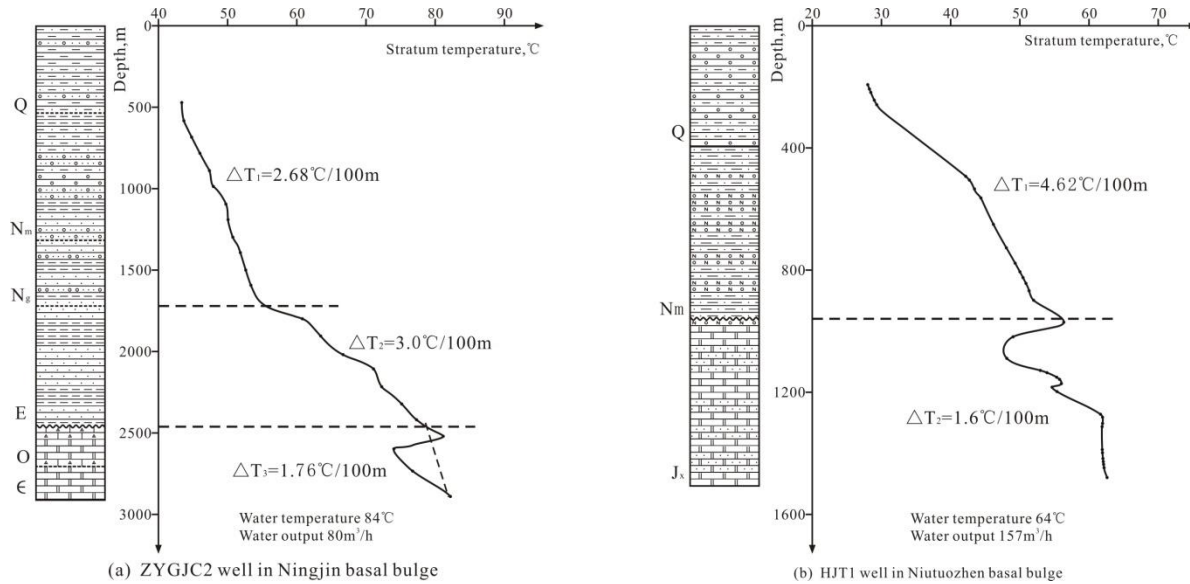 0 40 50 60 70 80 90
Stratum temperature,℃
Depth,m
500
1000
1500
2000
2500
3000
Q
Nm
Ng
E
O
Є
△T₁=2.68℃/100m
△T₂=3.0℃/100m
△T₃=1.76℃/100m
Water temperature 84℃
Water output 80m³/h
(a) ZYGJC2 well in Ningjin basal bulge
0 20 30 40 50 60 70
Stratum temperature,℃
Depth,m
400
800
1200
1600
Q
Nm
Jx
△T₁=4.62℃/100m
△T₂=1.6℃/100m
Water temperature 64℃
Water output 157m³/h
(b) HJT1 well in Niutuozhen basal bulge